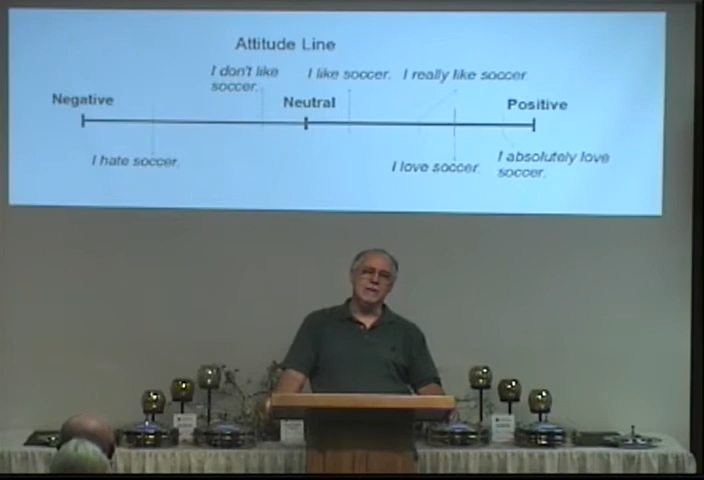 Attitude Line
I don't like
soccer.
I like soccer.
I really like soccer.
Negative
Neutral
Positive
I hate soccer.
I love soccer.
I absolutely love
soccer.